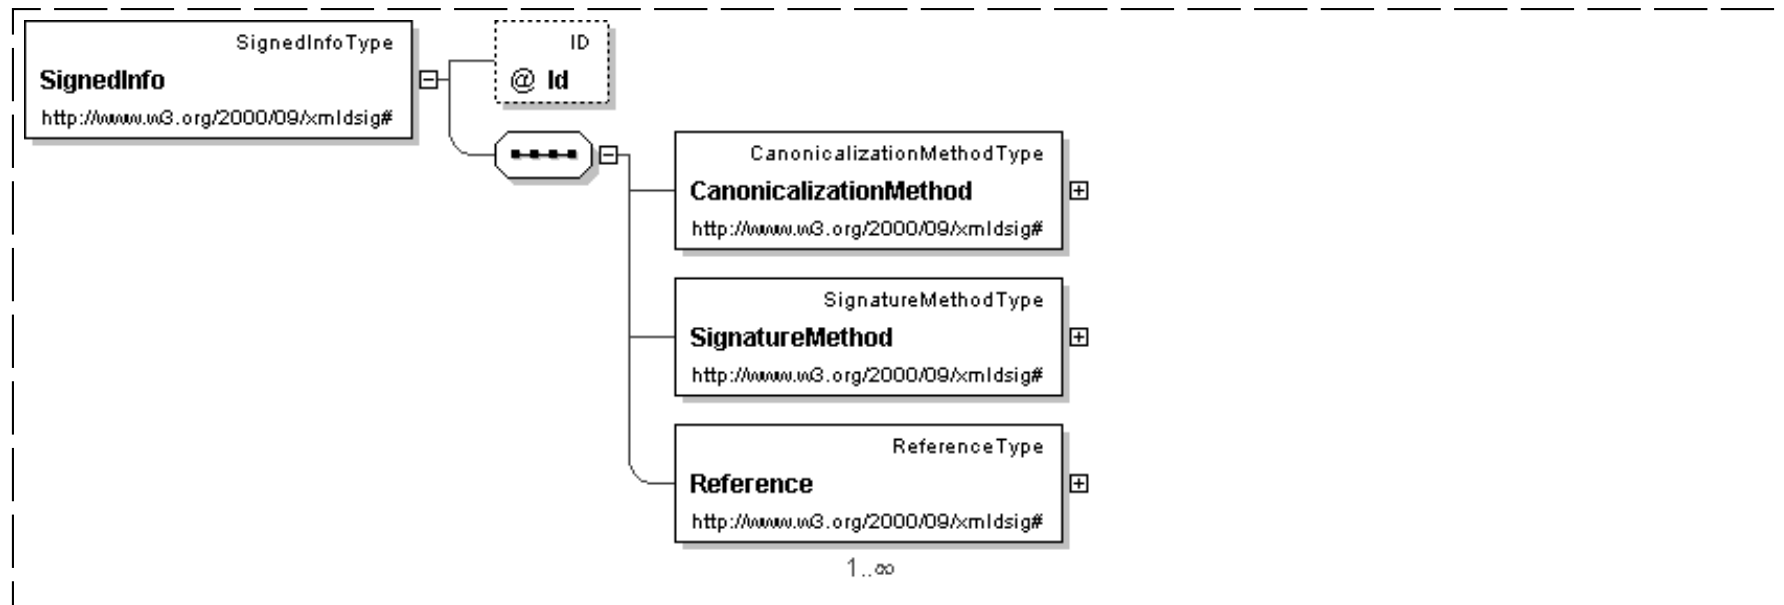 SignedInfoType
SignedInfo
http://www.w3.org/2000/09/xmldsig#
ID
@ Id
CanonicalizationMethodType
CanonicalizationMethod
http://www.w3.org/2000/09/xmldsig#
SignatureMethodType
SignatureMethod
http://www.w3.org/2000/09/xmldsig#
ReferenceType
Reference
http://www.w3.org/2000/09/xmldsig#
1..∞